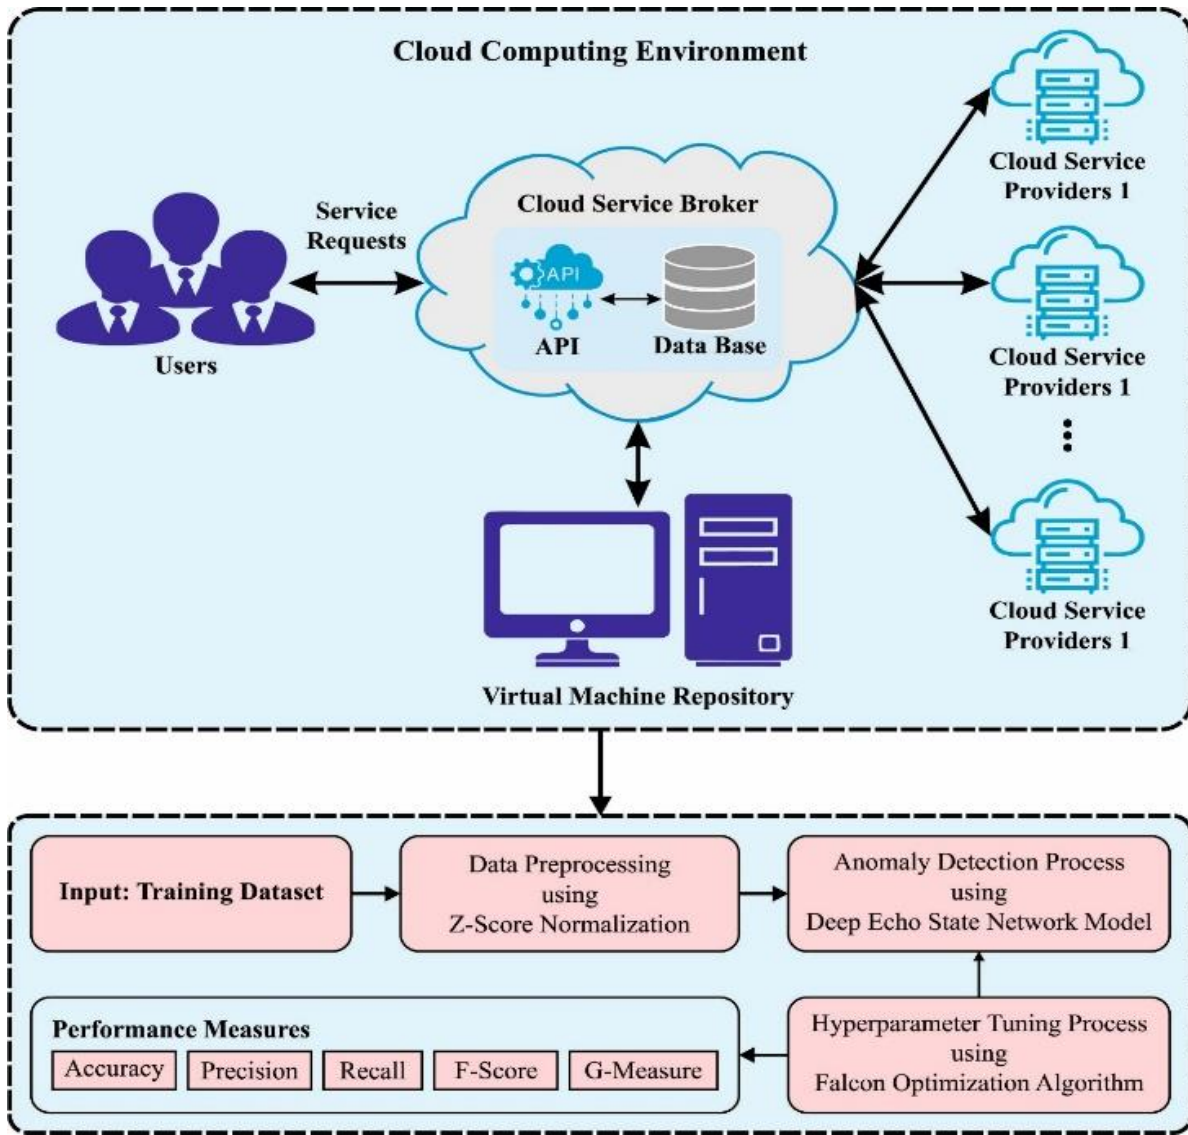 Cloud Computing Environment
Cloud Service
Providers 1
Service
Requests
Cloud Service Broker
API
API
Data Base
Users
Cloud Service
Providers 1
Cloud Service
Providers 1
Virtual Machine Repository
Input: Training Dataset
Data Preprocessing
using
Z-Score Normalization
Anomaly Detection Process
using
Deep Echo State Network Model
Performance Measures
Accuracy
Precision
Recall
F-Score
G-Measure
Hyperparameter Tuning Process
using
Falcon Optimization Algorithm